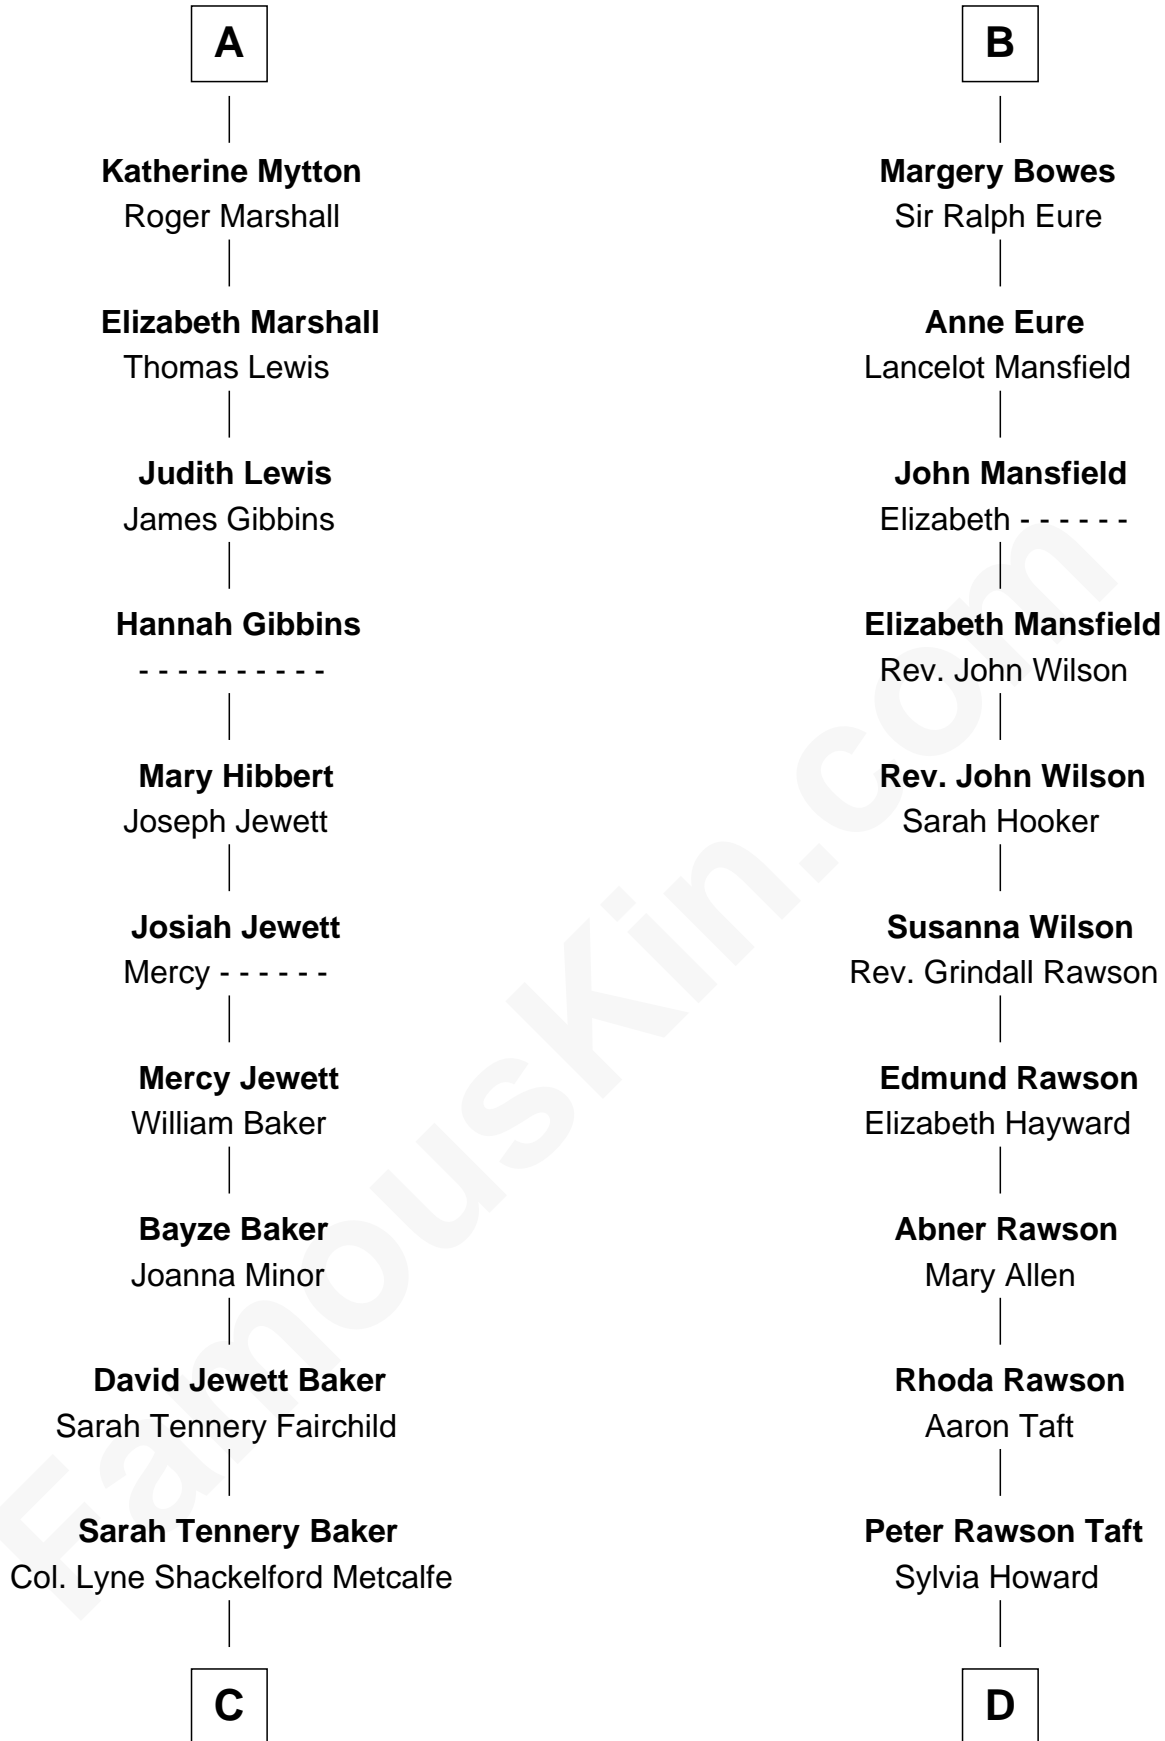 A
Katherine Mytton
Roger Marshall
Elizabeth Marshall
Thomas Lewis
Judith Lewis
James Gibbins
Hannah Gibbins
- - - - - - - - - -
Mary Hibbert
Joseph Jewett
Josiah Jewett
Mercy - - - - - -
Mercy Jewett
William Baker
Bayze Baker
Joanna Minor
David Jewett Baker
Sarah Tennery Fairchild
Sarah Tennery Baker
Col. Lyne Shackelford Metcalfe
C
B
Margery Bowes
Sir Ralph Eure
Anne Eure
Lancelot Mansfield
John Mansfield
Elizabeth - - - - - -
Elizabeth Mansfield
Rev. John Wilson
Rev. John Wilson
Sarah Hooker
Susanna Wilson
Rev. Grindall Rawson
Edmund Rawson
Elizabeth Hayward
Abner Rawson
Mary Allen
Rhoda Rawson
Aaron Taft
Peter Rawson Taft
Sylvia Howard
D
FamousKin.com